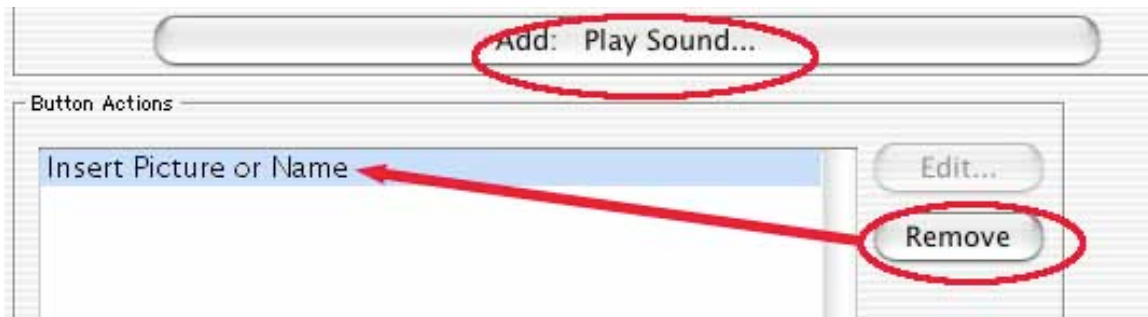 Add: Play Sound...
Button Actions
Insert Picture or Name
Edit...
Remove